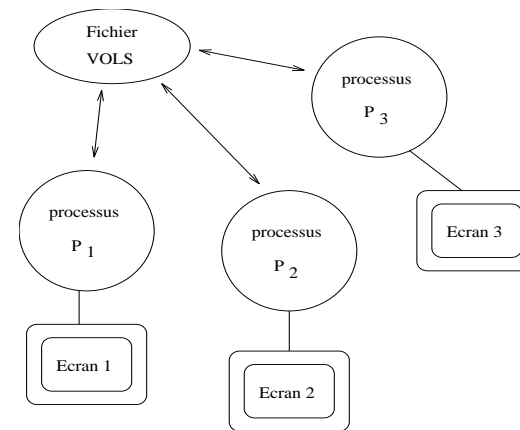 Fichier
VOLS
processus
P 3
processus
P 1
processus
P 2
Ecran 3
Ecran 1
Ecran 2